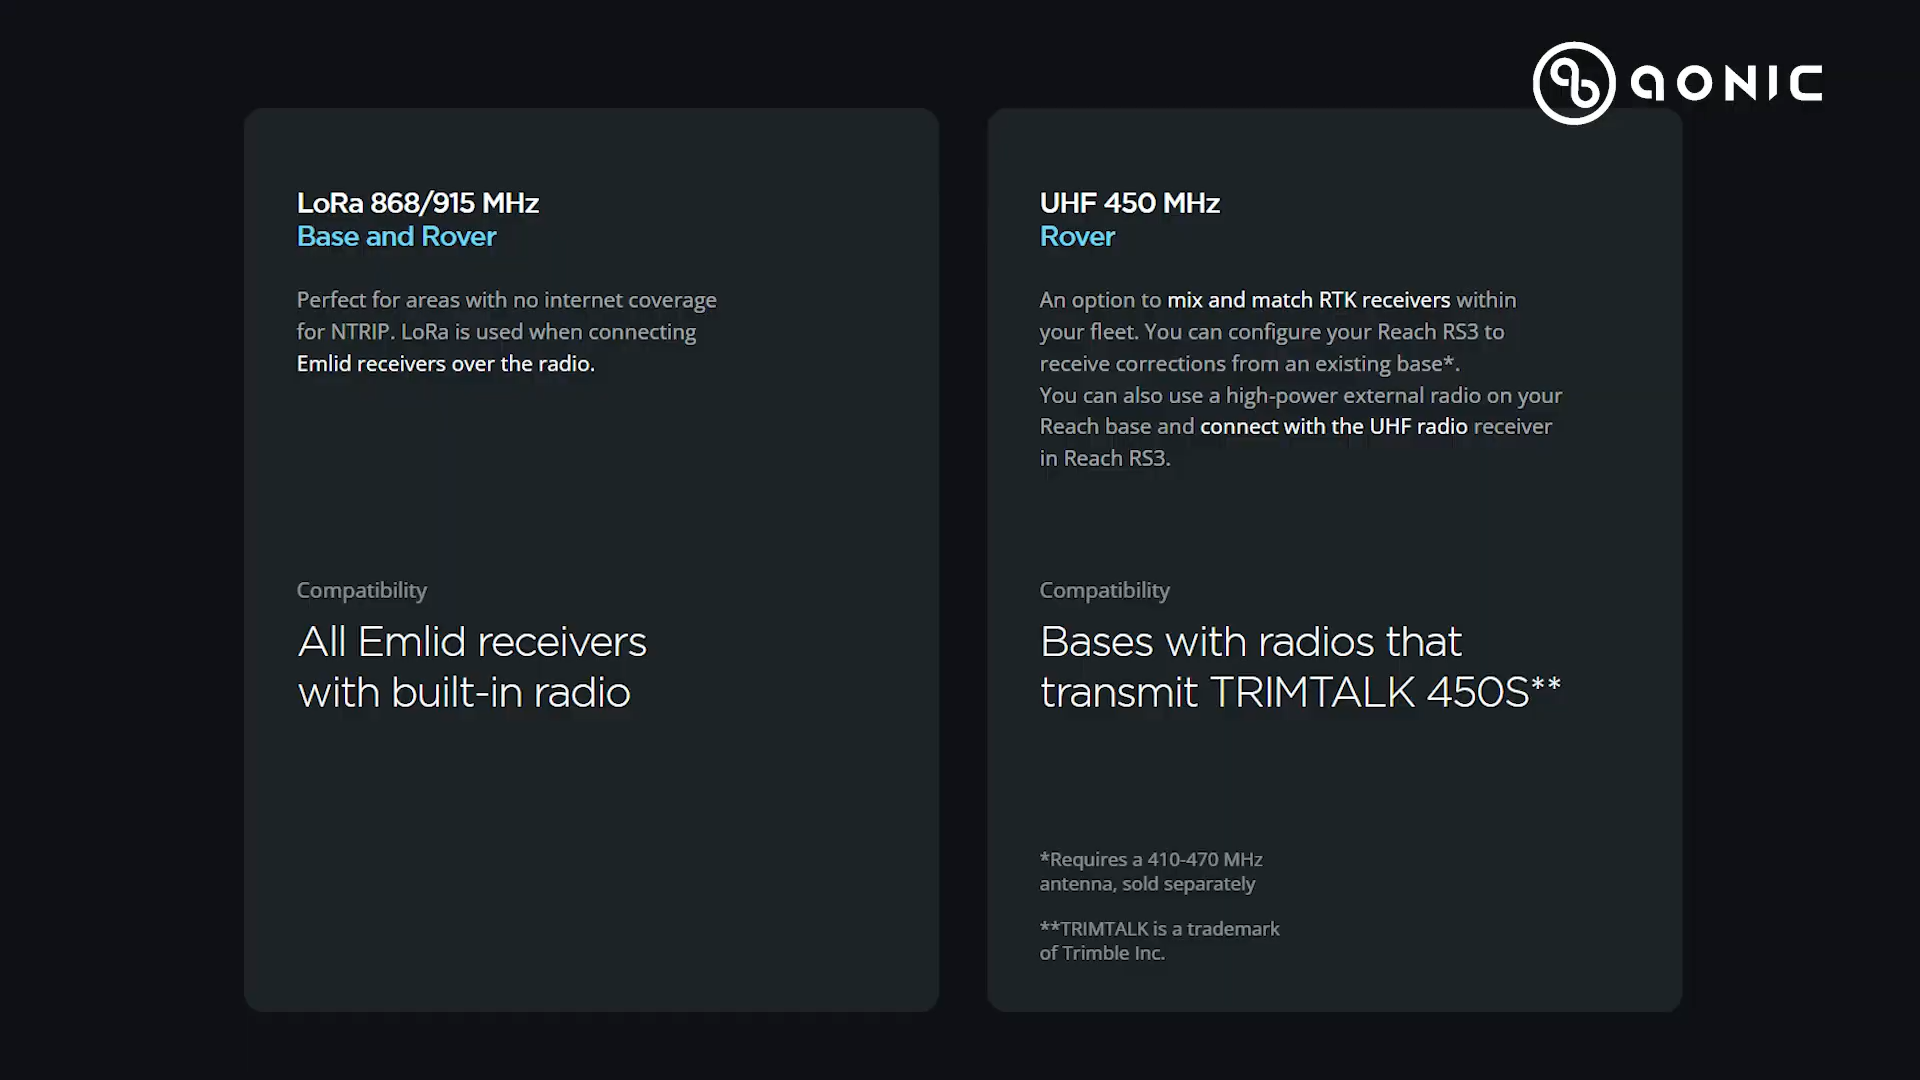 aonic
LoRa 868/915 MHz
Base and Rover
Perfect for areas with no internet coverage
for NTRIP. LoRa is used when connecting
Emlid receivers over the radio.
Compatibility
All Emlid receivers
with built-in radio
UHF 450 MHz
Rover
An option to mix and match RTK receivers within
your fleet. You can configure your Reach RS3 to
receive corrections from an existing base*.
You can also use a high-power external radio on your
Reach base and connect with the UHF radio receiver
in Reach RS3.
Compatibility
Bases with radios that
transmit TRIMTALK 450S**
*Requires a 410-470 MHz
antenna, sold separately
**TRIMTALK is a trademark
of Trimble Inc.